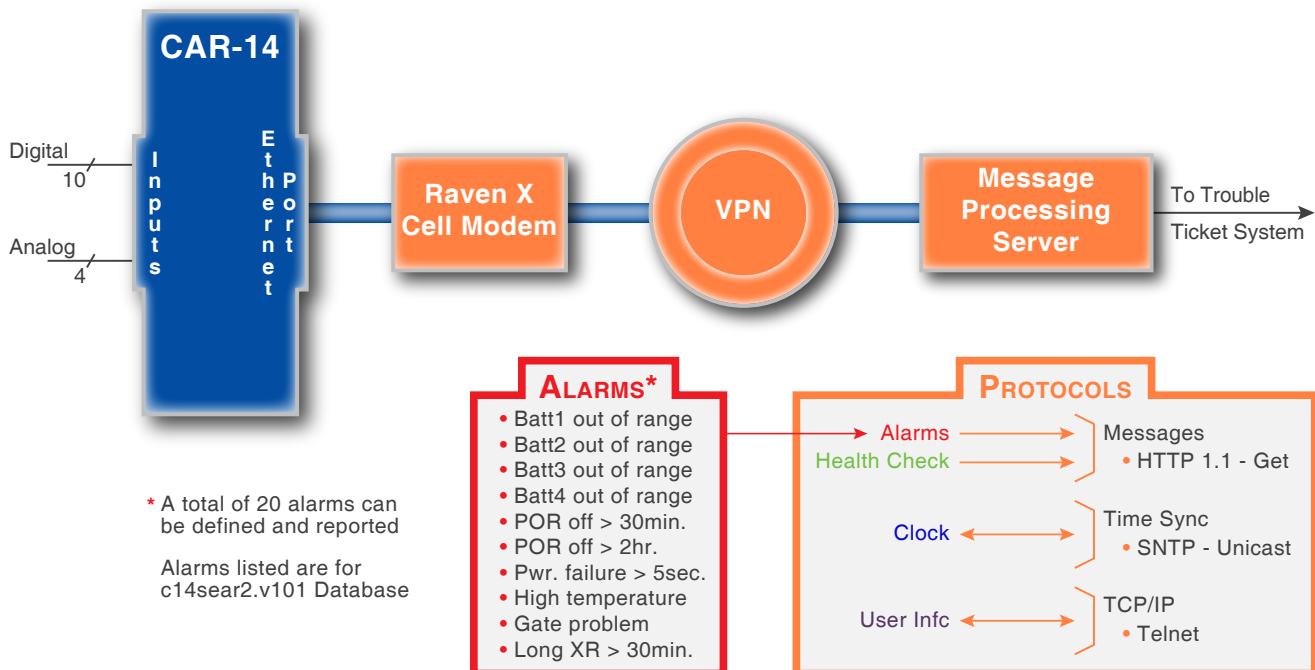 CAR-14
Digital
10
Analog
4
Inputs
Ethernet
Port
Raven X
Cell Modem
VPN
Message
Processing
Server
To Trouble
Ticket System
ALARMS*
• Batt1 out of range
• Batt2 out of range
• Batt3 out of range
• Batt4 out of range
• POR off > 30min.
• POR off > 2hr.
• Pwr. failure > 5sec.
• High temperature
• Gate problem
• Long XR > 30min.
* A total of 20 alarms can
be defined and reported
Alarms listed are for
c14sear2.v101 Database
PROTOCOLS
Alarms
Health Check
Messages
• HTTP 1.1 - Get
Clock
Time Sync
• SNTP - Unicast
User Infc
TCP/IP
• Telnet